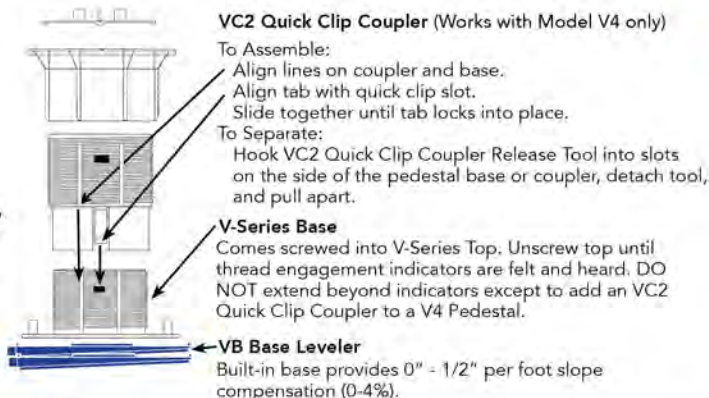 VC2 Quick Clip Coupler (Works with Model V4 only)
To Assemble:
Align lines on coupler and base.
Align tab with quick clip slot.
Slide together until tab locks into place.
To Separate:
Hook VC2 Quick Clip Coupler Release Tool into slots
on the side of the pedestal base or coupler, detach tool,
and pull apart.
V-Series Base
Comes screwed into V-Series Top. Unscrew top until
thread engagement indicators are felt and heard. DO
NOT extend beyond indicators except to add an VC2
Quick Clip Coupler to a V4 Pedestal.
VB Base Leveler
Built-in base provides 0" - 1/2" per foot slope
compensation (0-4%).